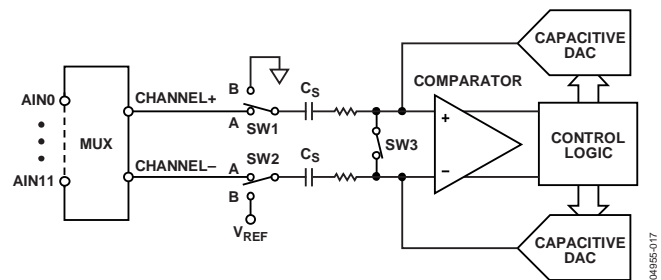 CAPACITIVE
DAC
COMPARATOR
B
CHANNEL+
CS
AIN0
A
SW1
+
MUX
SW3
CONTROL
LOGIC
CHANNEL–
A
SW2
CS
–
AIN11
B
VREF
CAPACITIVE
DAC
04955-017